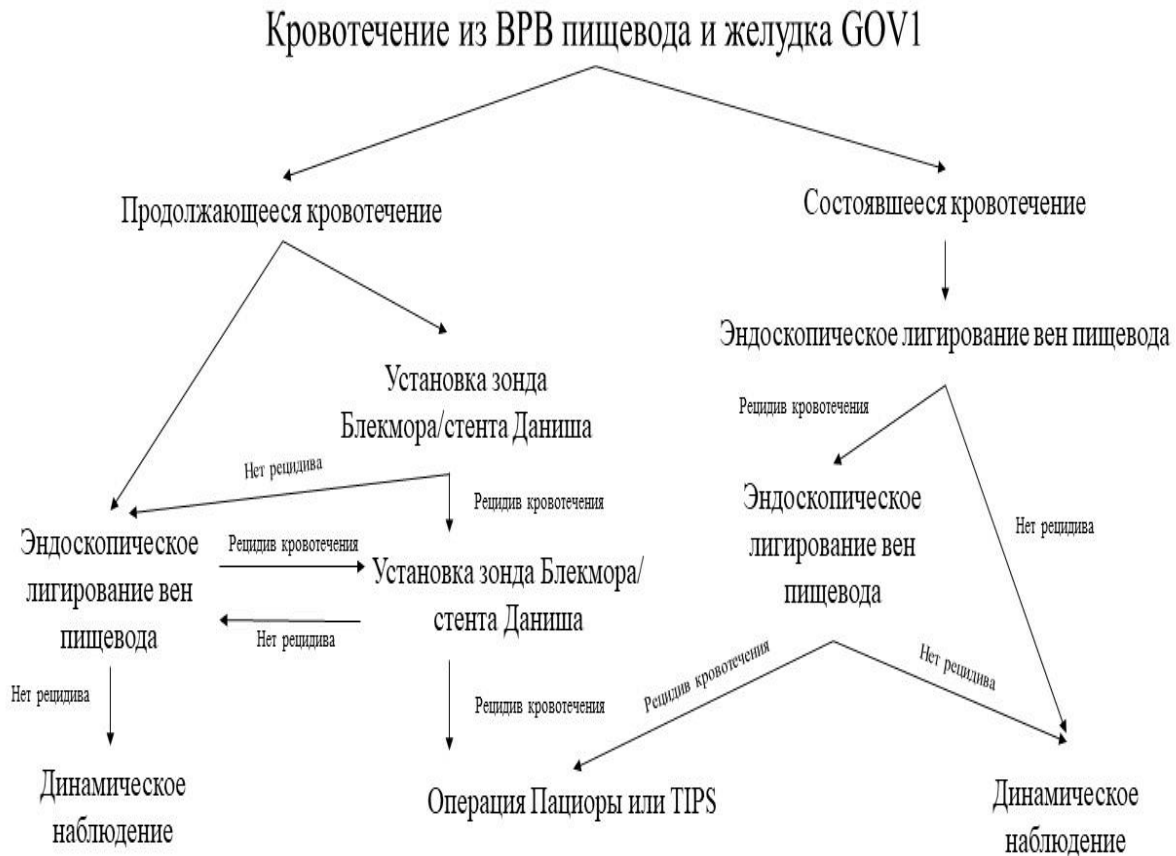 Кровотечение из ВРВ пищевода и желудка GOV1
Продолжающееся кровотечение
Состоявшееся кровотечение
Эндоскопическое лигирование вен пищевода
Установка зонда
Блекмора/стента Даниша
Рецидив кровотечения
Нет рецидива
Рецидив кровотечения
Эндоскопическое
лигирование вен
пищевода
Нет рецидива
Эндоскопическое
лигирование вен
пищевода
Рецидив кровотечения
Установка зонда Блекмора/
стента Даниша
Нет рецидива
Нет рецидива
Рецидив кровотечения
Рецидив кровотечения
Нет рецидива
Динамическое
наблюдение
Операция Пациоры или TIPS
Динамическое
наблюдение